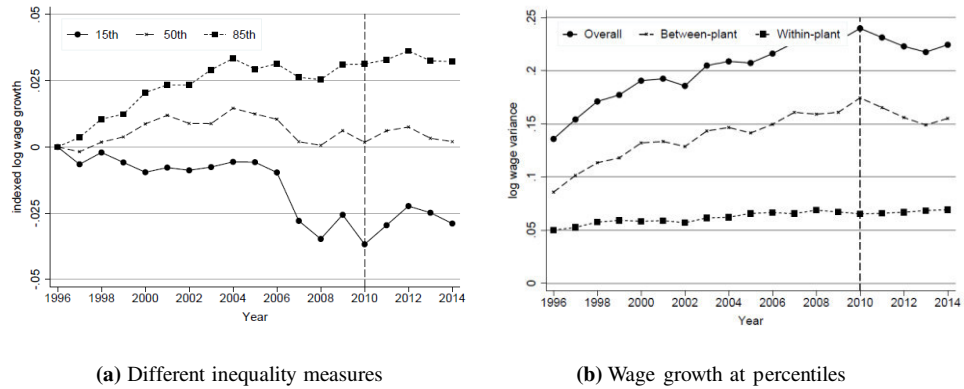 .05
.025
0
-.025
-.05
indexed log wage growth
15th 50th 85th
1996 1998 2000 2002 2004 2006 2008 2010 2012 2014
Year
(a) Different inequality measures
.25
.2
.15
.1
.05
0
log wage variance
Overall Between-plant Within-plant
1996 1998 2000 2002 2004 2006 2008 2010 2012 2014
Year
(b) Wage growth at percentiles